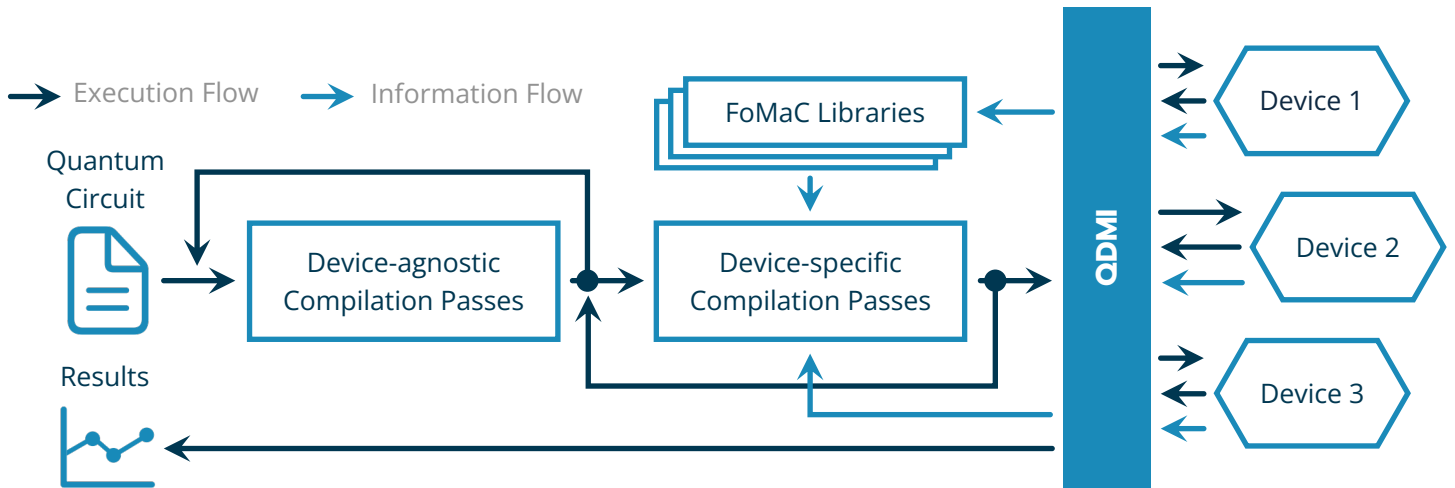 Execution Flow
Information Flow
FoMaC Libraries
Quantum
Circuit
Device-agnostic
Compilation Passes
Device-specific
Compilation Passes
Results
QDMI
Device 1
Device 2
Device 3